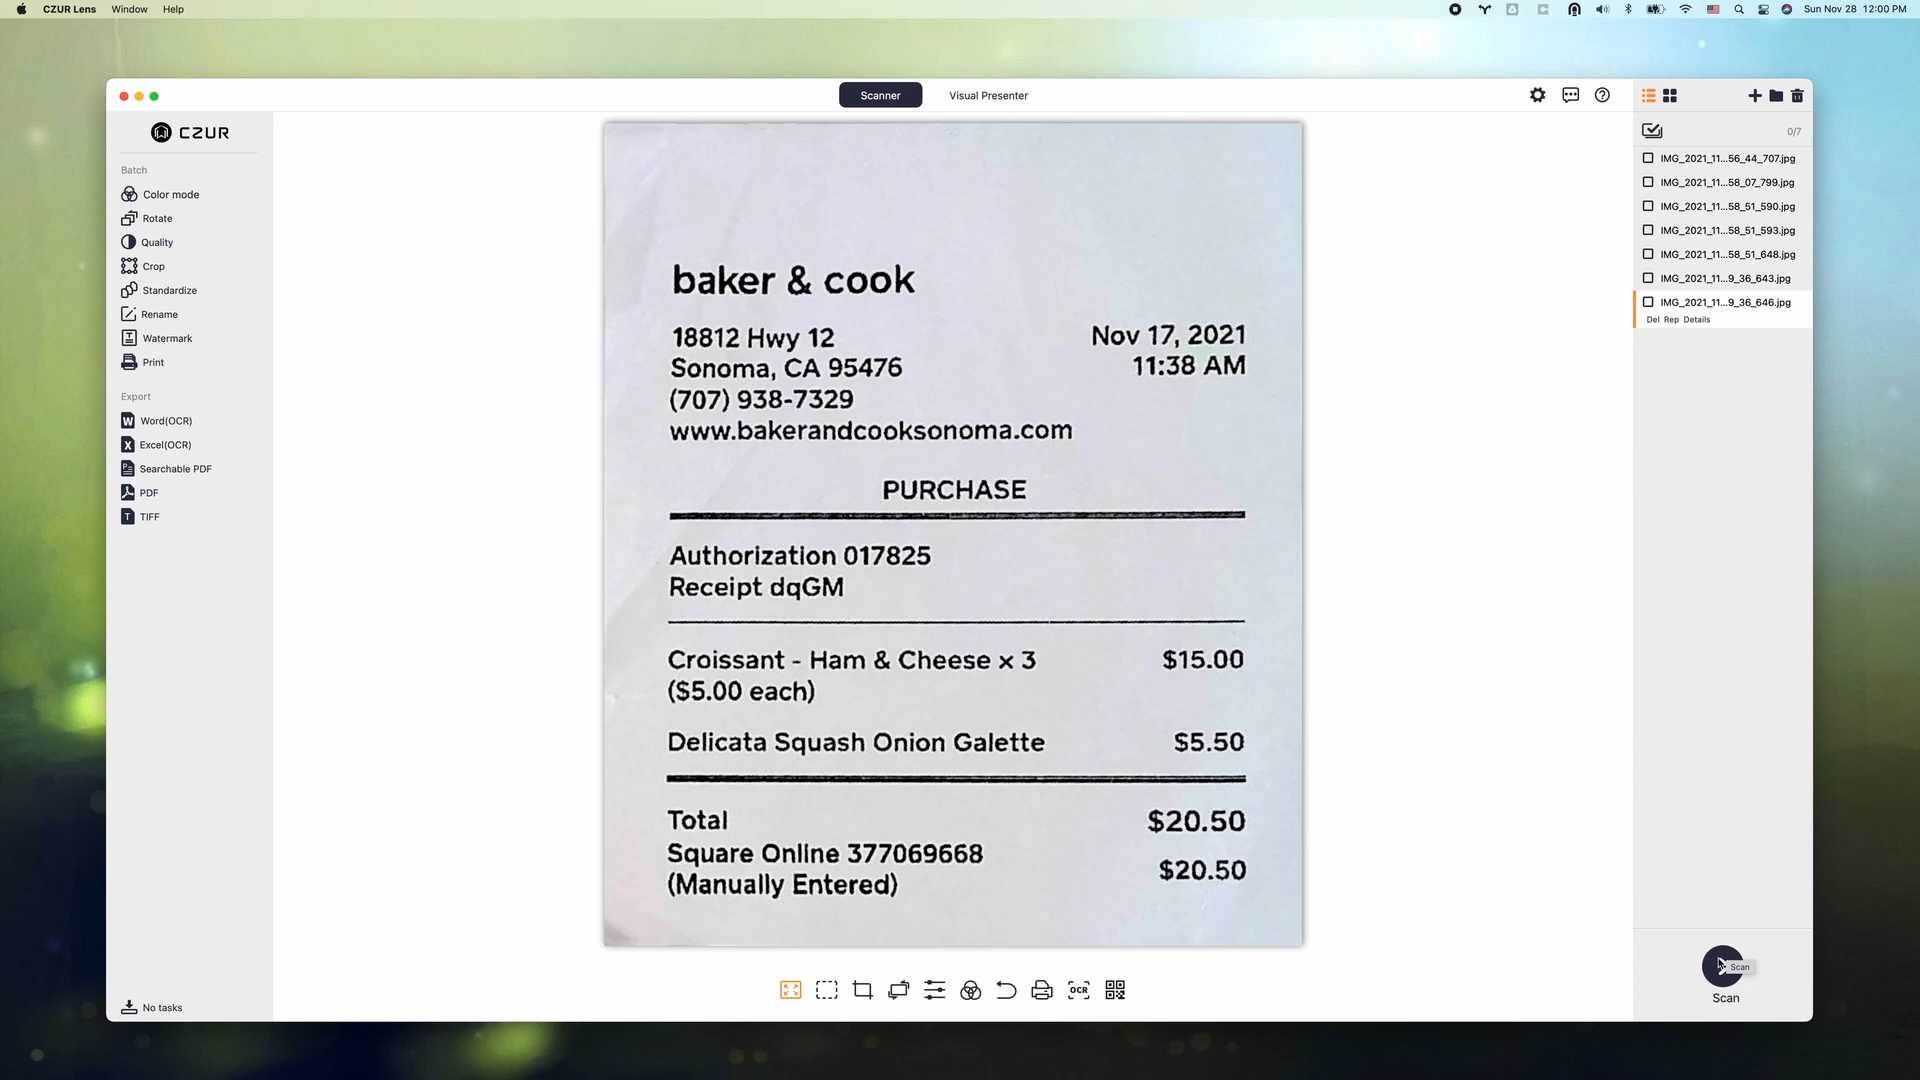 CZUR Lens Window Help
Sun Nov 28 12:00 PM
Scanner Visual Presenter
CZUR
Batch
Color mode
Rotate
Quality
Crop
Standardize
Rename
Watermark
Print
Export
Word(OCR)
Excel(OCR)
Searchable PDF
PDF
TIFF
No tasks
baker & cook
18812 Hwy 12
Sonoma, CA 95476
(707) 938-7329
www.bakerandcooksonoma.com
Nov 17, 2021
11:38 AM
PURCHASE
Authorization 017825
Receipt dqGM
Croissant - Ham & Cheese x 3 $15.00
($5.00 each)
Delicata Squash Onion Galette $5.50
Total $20.50
Square Online 377069668 $20.50
(Manually Entered)
OCR
0/7
IMG_2021_11...56_44_707.jpg
IMG_2021_11...58_07_799.jpg
IMG_2021_11...58_51_590.jpg
IMG_2021_11...58_51_593.jpg
IMG_2021_11...58_51_648.jpg
IMG_2021_11...9_36_643.jpg
IMG_2021_11...9_36_646.jpg
Del Rep Details
Scan
Scan